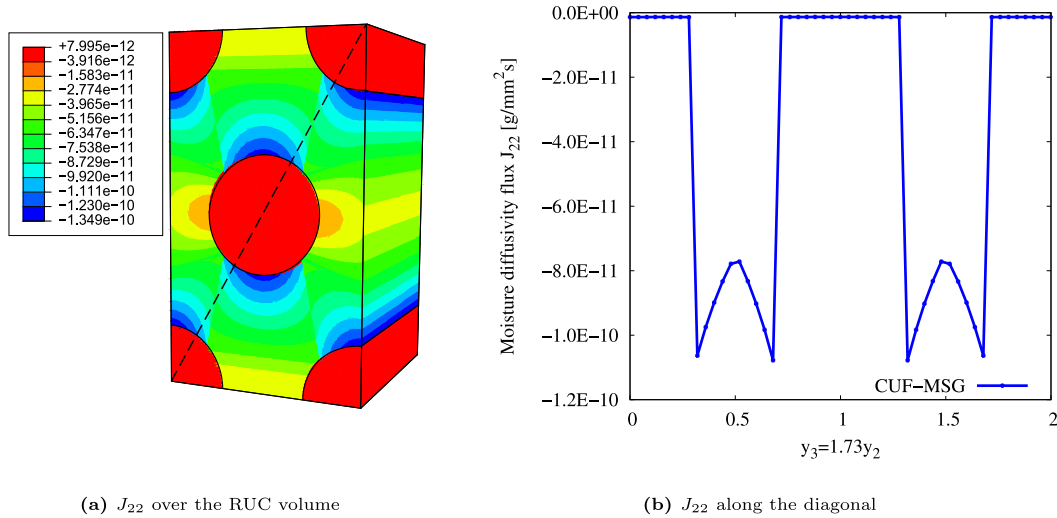 +7.995e−12
−3.916e−12
−1.583e−11
−2.774e−11
−3.965e−11
−5.156e−11
−6.347e−11
−7.538e−11
−8.729e−11
−9.920e−11
−1.111e−10
−1.230e−10
−1.349e−10
0.0E+00
−2.0E−11
−4.0E−11
−6.0E−11
−8.0E−11
−1.0E−10
−1.2E−10
Moisture diffusivity flux J₂₂ [g/mm²s]
CUF−MSG
0 0.5 1 1.5 2
y₃=1.73y₂
(a) J₂₂ over the RUC volume
(b) J₂₂ along the diagonal